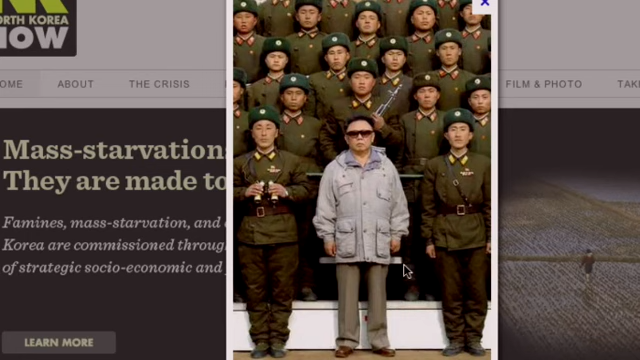 NORTH KOREA
NOW
OME
ABOUT
THE CRISIS
FILM & PHOTO
TAK
Mass-starvation
They are made to
Famines, mass-starvation, and
Korea are commissioned throug
of strategic socio-economic and
LEARN MORE
X